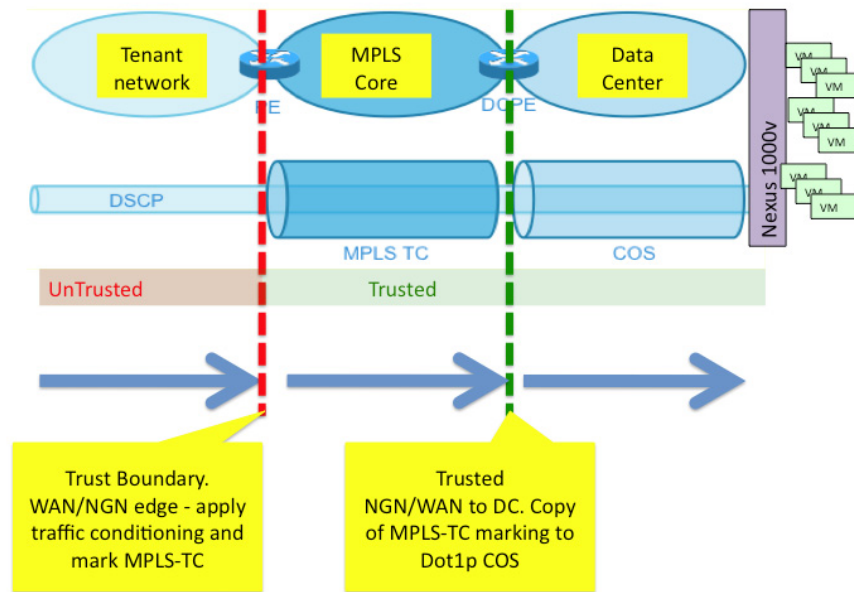 Tenant
network
MPLS
Core
Data
Center
PE
DCPE
Nexus 1000v
VM
VM
VM
VM
VM
VM
VM
VM
VM
DSCP
MPLS TC
COS
UnTrusted
Trusted
Trust Boundary.
WAN/NGN edge - apply
traffic conditioning and
mark MPLS-TC
Trusted
NGN/WAN to DC. Copy
of MPLS-TC marking to
Dot1p COS